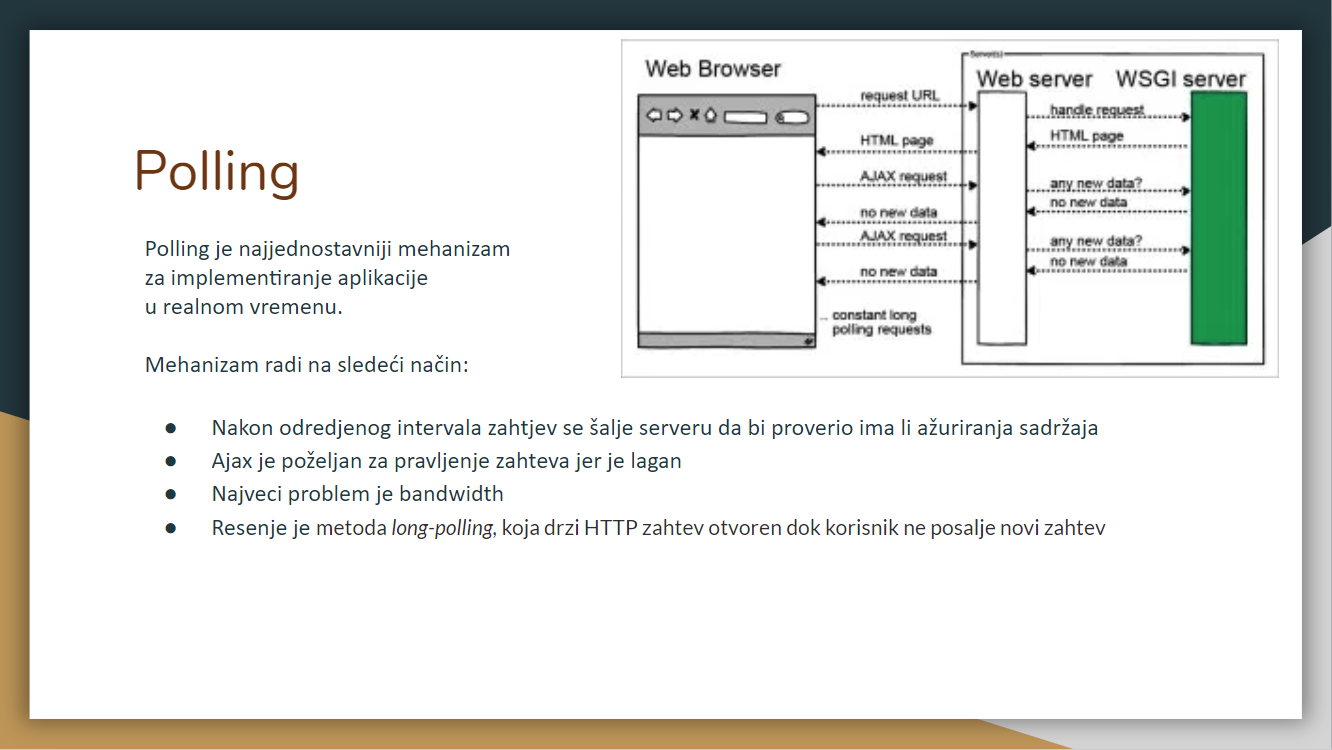 Polling
Polling je najjednostavniji mehanizam
za implementiranje aplikacije
u realnom vremenu.
Mehanizam radi na sledeći način:
Web Browser
Server(s)
Web server
WSGI server
request URL
handle request
HTML page
HTML page
AJAX request
any new data?
no new data
no new data
AJAX request
any new data?
no new data
no new data
... constant long
polling requests
● Nakon odredjenog intervala zahtjev se šalje serveru da bi proverio ima li ažuriranja sadržaja
● Ajax je poželjan za pravljenje zahteva jer je lagan
● Najveci problem je bandwidth
● Resenje je metoda long-polling, koja drzi HTTP zahtev otvoren dok korisnik ne posalje novi zahtev